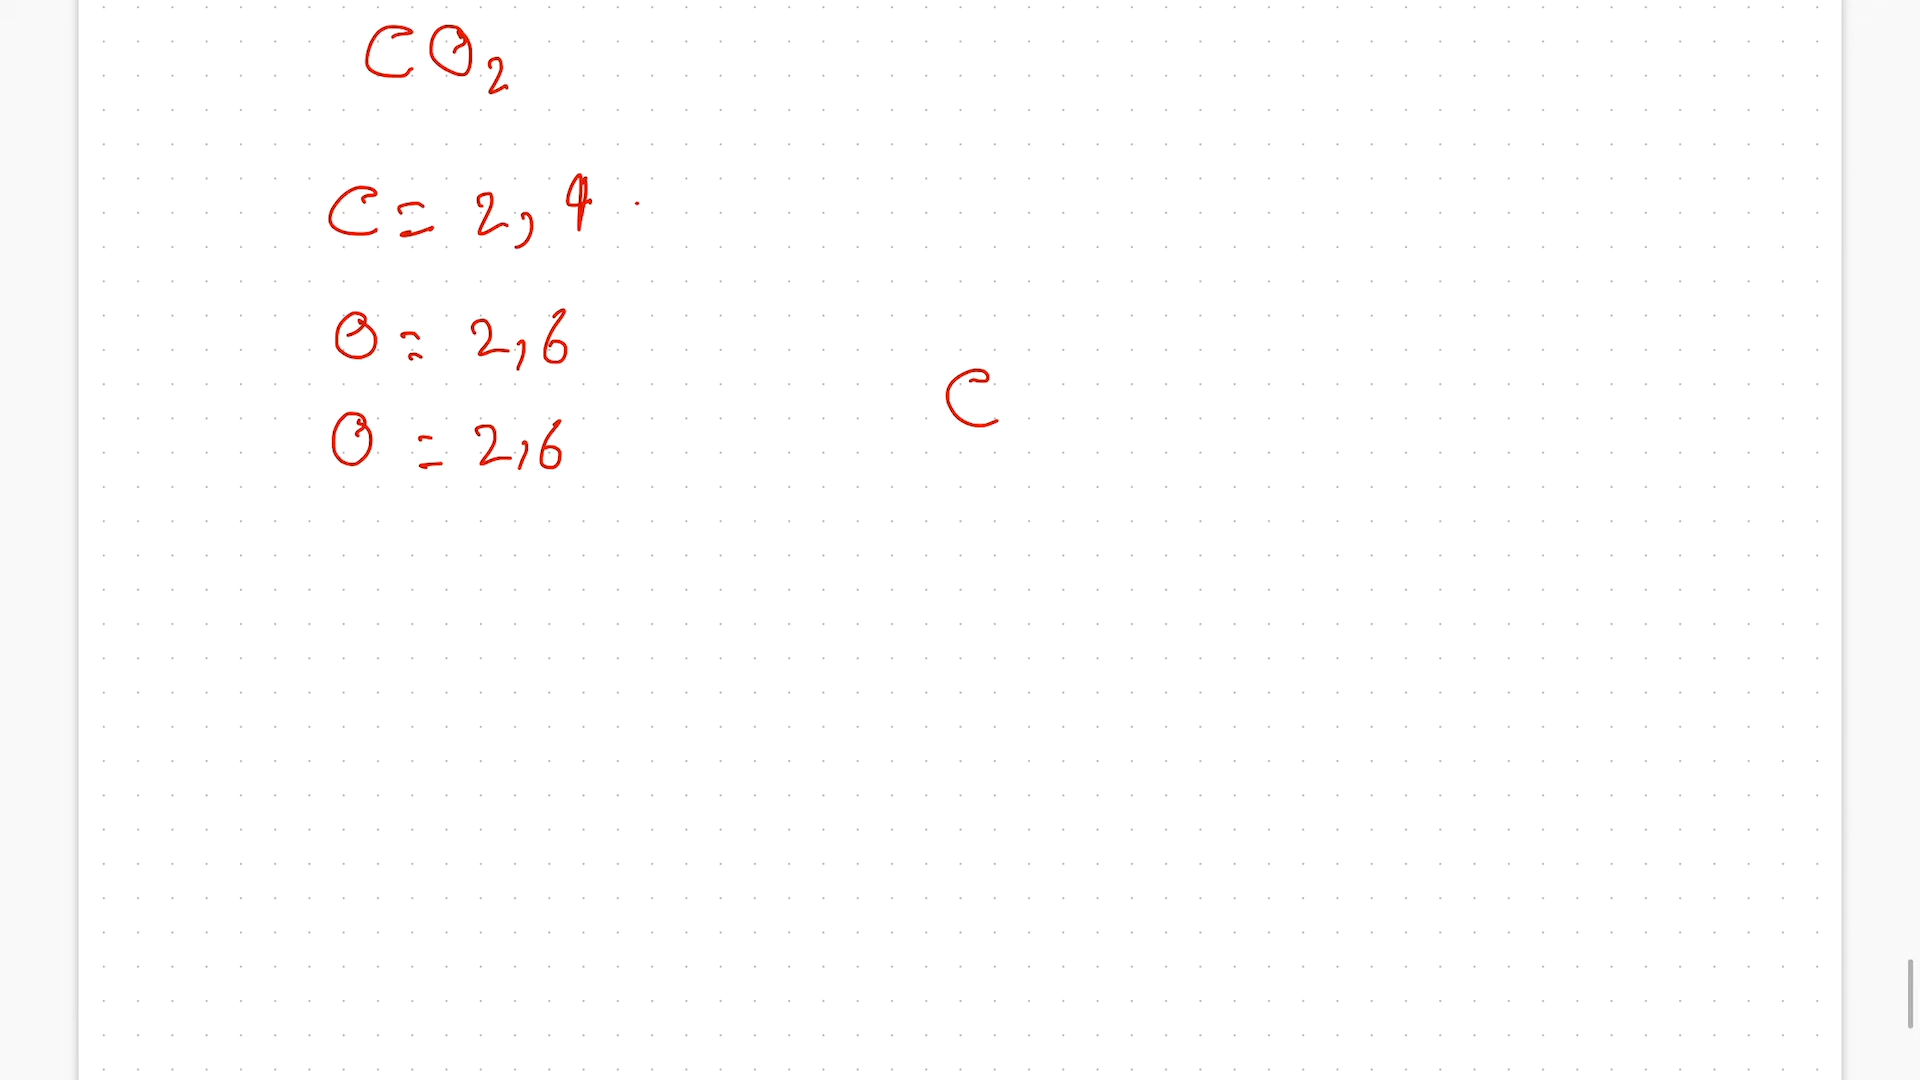 CO₂
C = 2, 4
O = 2, 6
C
O = 2, 6